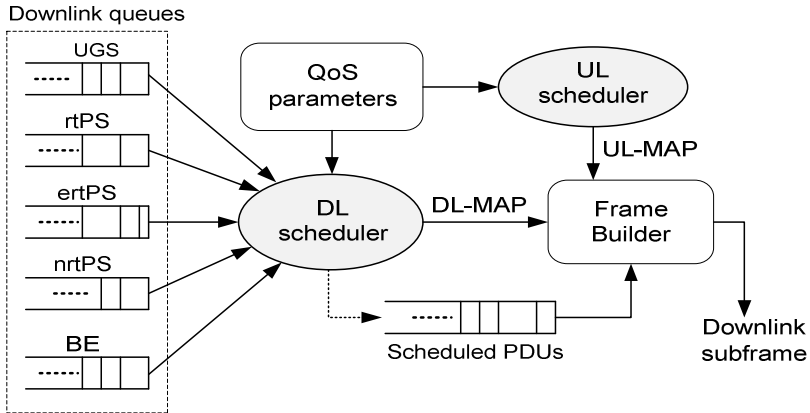 Downlink queues
UGS
rtPS
ertPS
nrtPS
BE
QoS
parameters
UL
scheduler
UL-MAP
DL
scheduler
DL-MAP
Frame
Builder
Scheduled PDUs
Downlink
subframe